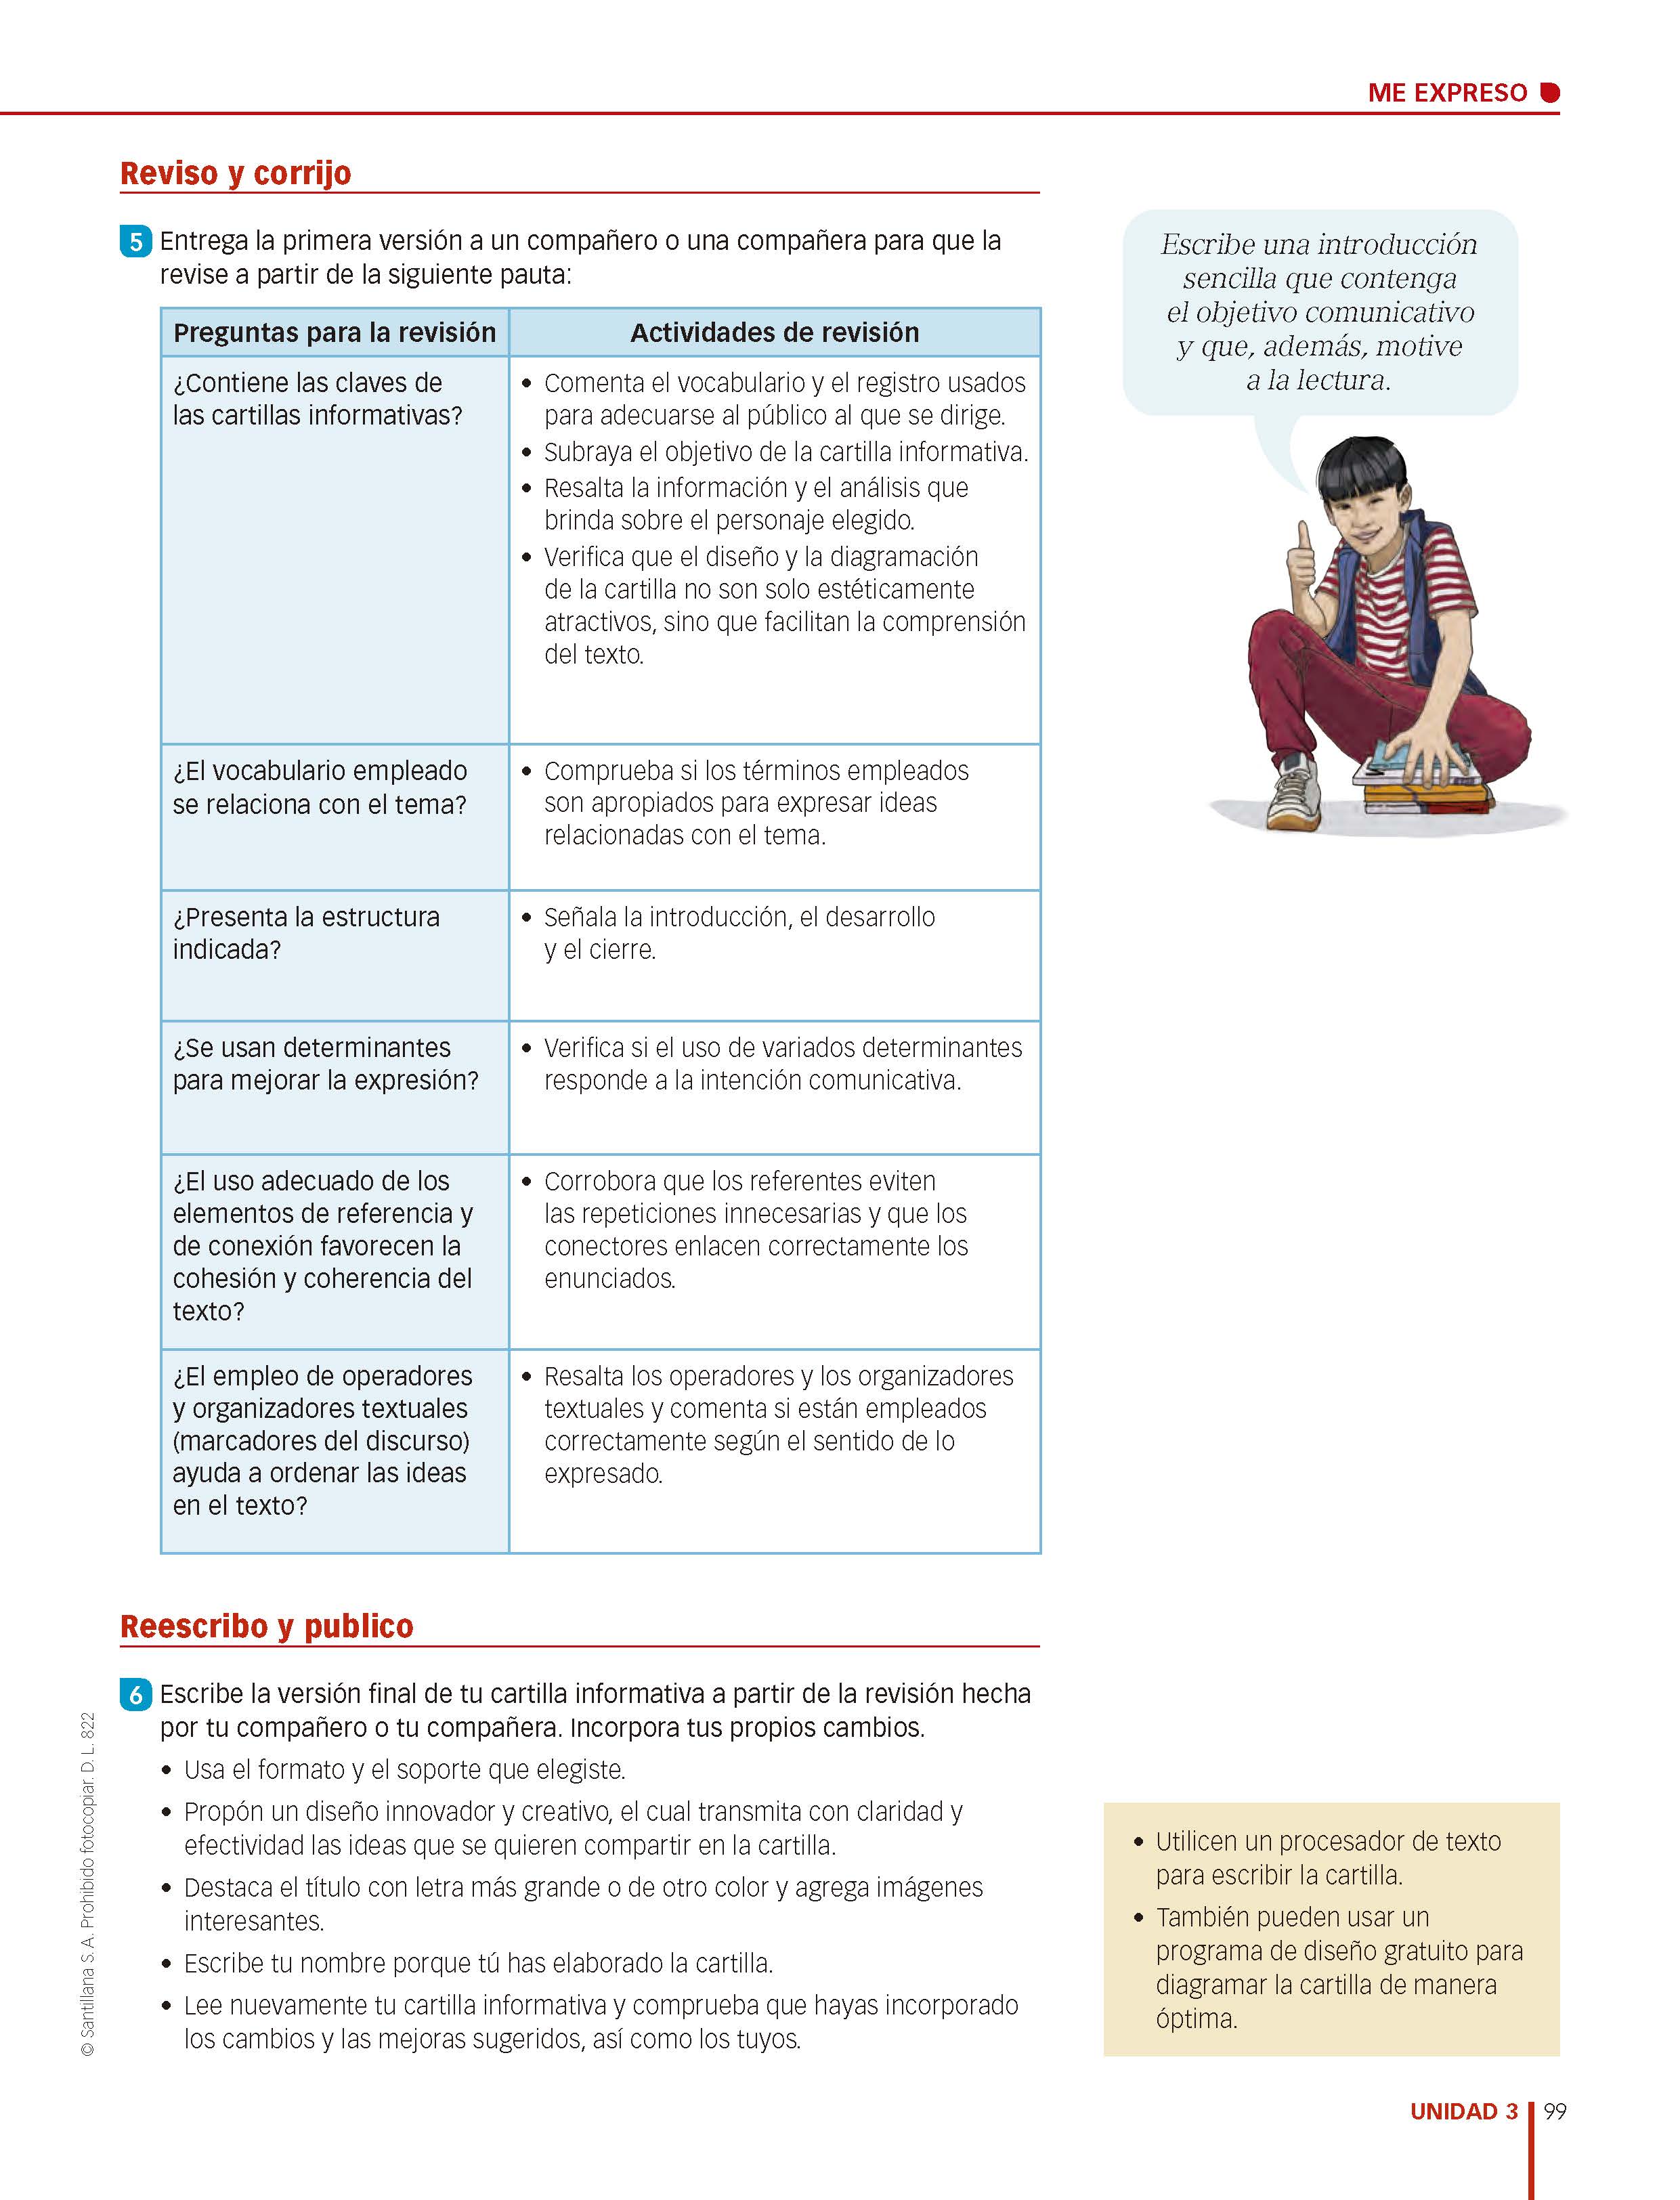 ME EXPRESO
Reviso y corrijo
5 Entrega la primera versión a un compañero o una compañera para que la
revise a partir de la siguiente pauta:
Preguntas para la revisión
Actividades de revisión
¿Contiene las claves de
las cartillas informativas?
• Comenta el vocabulario y el registro usados
para adecuarse al público al que se dirige.
• Subraya el objetivo de la cartilla informativa.
• Resalta la información y el análisis que
brinda sobre el personaje elegido.
• Verifica que el diseño y la diagramación
de la cartilla no son solo estéticamente
atractivos, sino que facilitan la comprensión
del texto.
¿El vocabulario empleado
se relaciona con el tema?
• Comprueba si los términos empleados
son apropiados para expresar ideas
relacionadas con el tema.
¿Presenta la estructura
indicada?
• Señala la introducción, el desarrollo
y el cierre.
¿Se usan determinantes
para mejorar la expresión?
• Verifica si el uso de variados determinantes
responde a la intención comunicativa.
¿El uso adecuado de los
elementos de referencia y
de conexión favorecen la
cohesión y coherencia del
texto?
• Corrobora que los referentes eviten
las repeticiones innecesarias y que los
conectores enlacen correctamente los
enunciados.
¿El empleo de operadores
y organizadores textuales
(marcadores del discurso)
ayuda a ordenar las ideas
en el texto?
• Resalta los operadores y los organizadores
textuales y comenta si están empleados
correctamente según el sentido de lo
expresado.
Escribe una introducción
sencilla que contenga
el objetivo comunicativo
y que, además, motive
a la lectura.
Reescribo y publico
6 Escribe la versión final de tu cartilla informativa a partir de la revisión hecha
por tu compañero o tu compañera. Incorpora tus propios cambios.
• Usa el formato y el soporte que elegiste.
• Propón un diseño innovador y creativo, el cual transmita con claridad y
efectividad las ideas que se quieren compartir en la cartilla.
• Destaca el título con letra más grande o de otro color y agrega imágenes
interesantes.
• Escribe tu nombre porque tú has elaborado la cartilla.
• Lee nuevamente tu cartilla informativa y comprueba que hayas incorporado
los cambios y las mejoras sugeridos, así como los tuyos.
• Utilicen un procesador de texto
para escribir la cartilla.
• También pueden usar un
programa de diseño gratuito para
diagramar la cartilla de manera
óptima.
© Santillana S. A. Prohibido fotocopiar. D. L. 822
UNIDAD 3 99